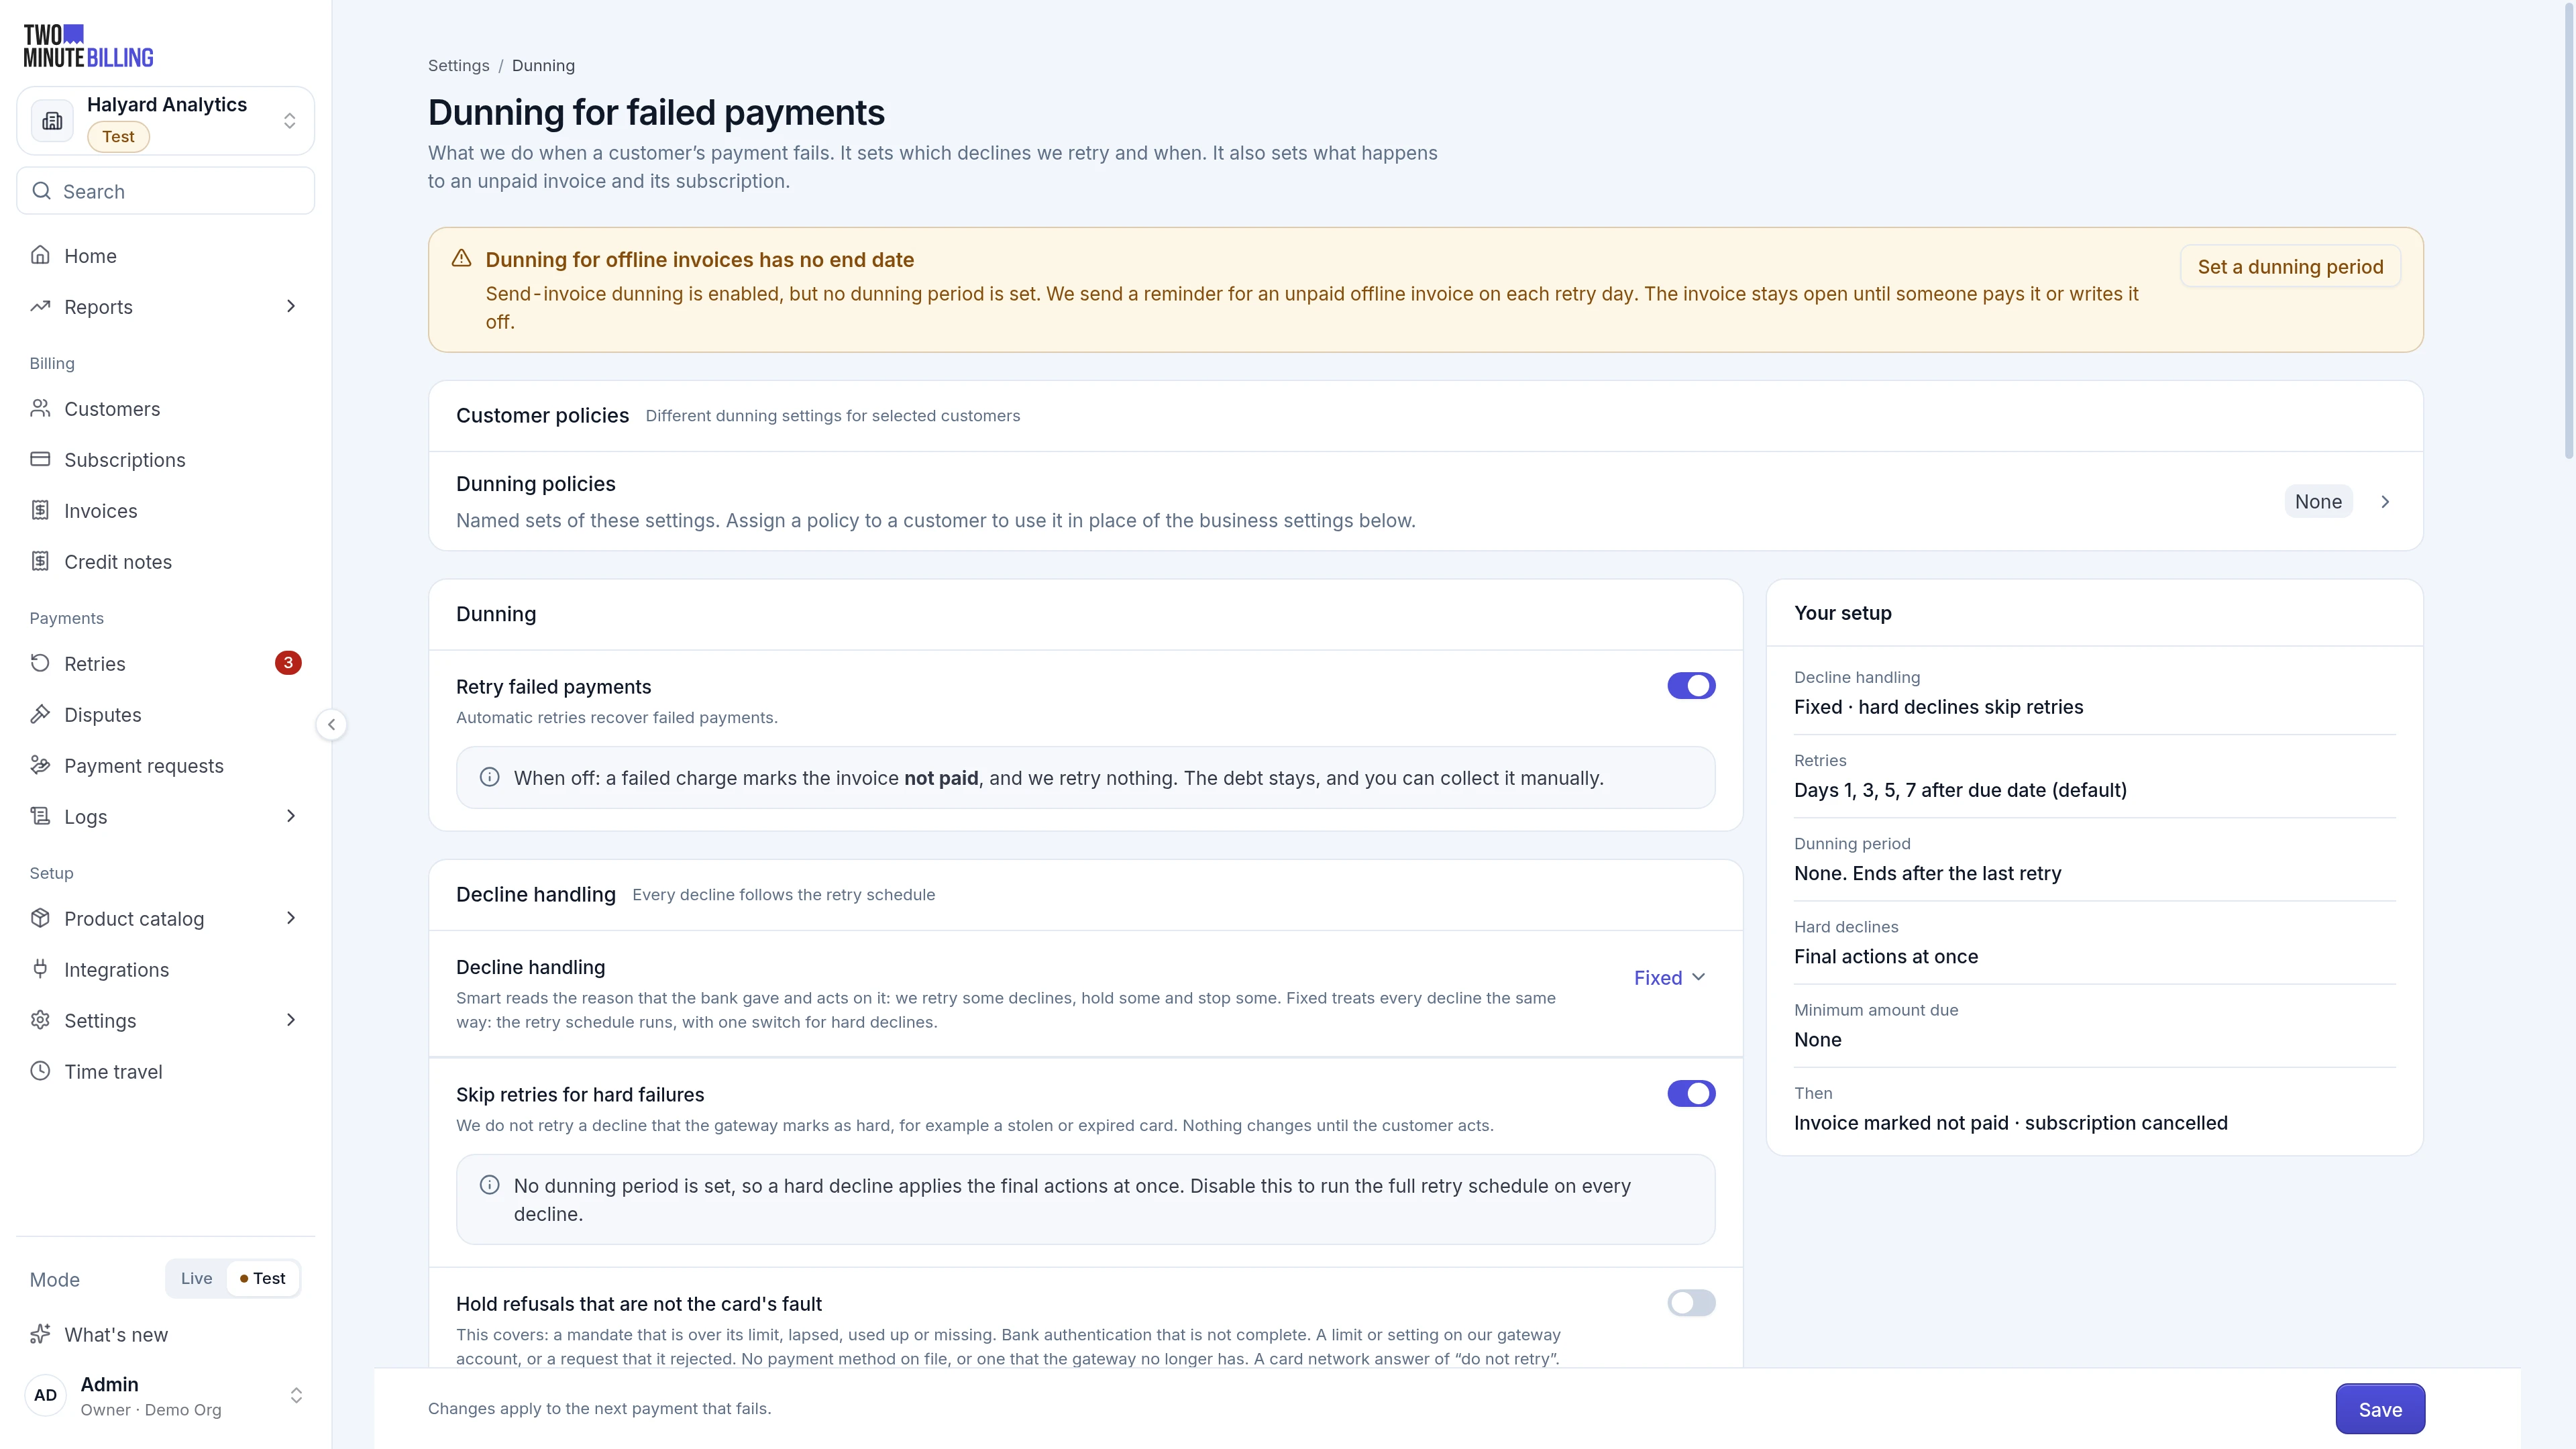 TWO
MINUTE BILLING
Halyard Analytics
Test
Search
Home
Reports
Billing
Customers
Subscriptions
Invoices
Credit notes
Payments
Retries
3
Disputes
Payment requests
Logs
Setup
Product catalog
Integrations
Settings
Time travel
Mode
Live
Test
What's new
AD
Admin
Owner · Demo Org
Settings / Dunning
Dunning for failed payments
What we do when a customer’s payment fails. It sets which declines we retry and when. It also sets what happens
to an unpaid invoice and its subscription.
Dunning for offline invoices has no end date
Send-invoice dunning is enabled, but no dunning period is set. We send a reminder for an unpaid offline invoice on each retry day. The invoice stays open until someone pays it or writes it
off.
Set a dunning period
Customer policies Different dunning settings for selected customers
Dunning policies
Named sets of these settings. Assign a policy to a customer to use it in place of the business settings below.
None
Dunning
Retry failed payments
Automatic retries recover failed payments.
When off: a failed charge marks the invoice not paid, and we retry nothing. The debt stays, and you can collect it manually.
Decline handling Every decline follows the retry schedule
Decline handling
Smart reads the reason that the bank gave and acts on it: we retry some declines, hold some and stop some. Fixed treats every decline the same
way: the retry schedule runs, with one switch for hard declines.
Fixed
Skip retries for hard failures
We do not retry a decline that the gateway marks as hard, for example a stolen or expired card. Nothing changes until the customer acts.
No dunning period is set, so a hard decline applies the final actions at once. Disable this to run the full retry schedule on every
decline.
Hold refusals that are not the card's fault
This covers: a mandate that is over its limit, lapsed, used up or missing. Bank authentication that is not complete. A limit or setting on our gateway
account, or a request that it rejected. No payment method on file, or one that the gateway no longer has. A card network answer of “do not retry”.
Your setup
Decline handling
Fixed · hard declines skip retries
Retries
Days 1, 3, 5, 7 after due date (default)
Dunning period
None. Ends after the last retry
Hard declines
Final actions at once
Minimum amount due
None
Then
Invoice marked not paid · subscription cancelled
Changes apply to the next payment that fails.
Save